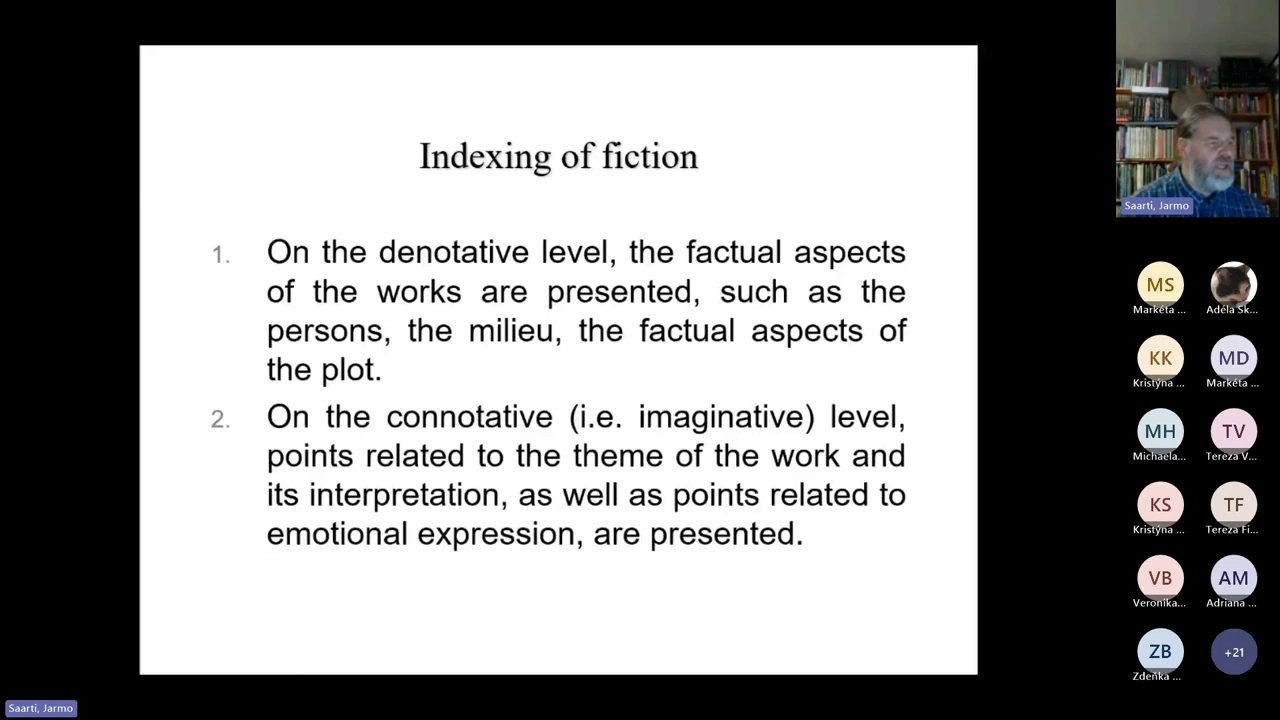 Indexing of fiction
1. On the denotative level, the factual aspects
of the works are presented, such as the
persons, the milieu, the factual aspects of
the plot.
2. On the connotative (i.e. imaginative) level,
points related to the theme of the work and
its interpretation, as well as points related to
emotional expression, are presented.
Saarti, Jarmo
MS
Markéta ...
Adéla Sk...
KK
Kristýna ...
MD
Markéta ...
MH
Michaela...
TV
Tereza V...
KS
Kristýna ...
TF
Tereza Fi...
VB
Veronika...
AM
Adriana ...
ZB
Zdeňka ...
+21
Saarti, Jarmo